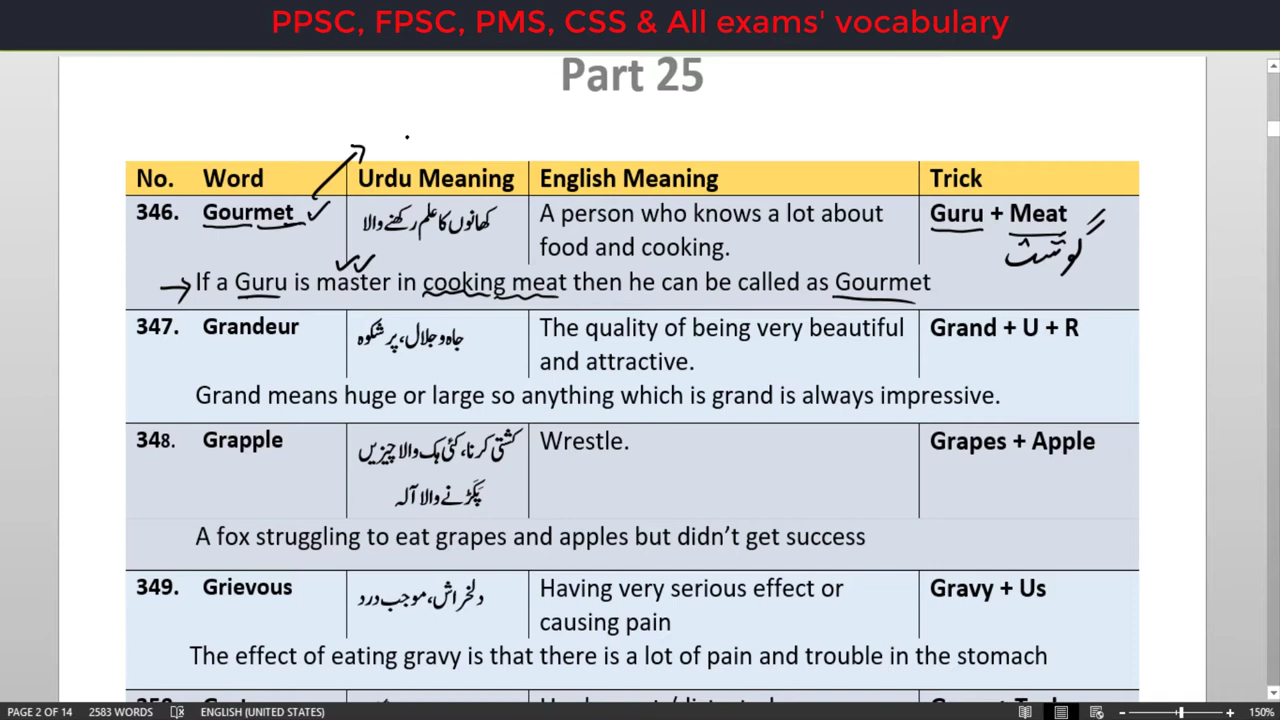 PPSC, FPSC, PMS, CSS & All exams' vocabulary
Part 25
No. Word Urdu Meaning English Meaning Trick
346. Gourmet کھانوں کا علم رکھنے والا A person who knows a lot about Guru + Meat
food and cooking. گوشت
If a Guru is master in cooking meat then he can be called as Gourmet
347. Grandeur جاہ و جلال، پر شکوہ The quality of being very beautiful Grand + U + R
and attractive.
Grand means huge or large so anything which is grand is always impressive.
348. Grapple کشتی کرنا، کئی ہک والا چیزیں Wrestle. Grapes + Apple
پکڑنے والا آلہ
A fox struggling to eat grapes and apples but didn’t get success
349. Grievous دلخراش، موجب درد Having very serious effect or Gravy + Us
causing pain
The effect of eating gravy is that there is a lot of pain and trouble in the stomach
PAGE 2 OF 14 2583 WORDS ENGLISH (UNITED STATES) 150%